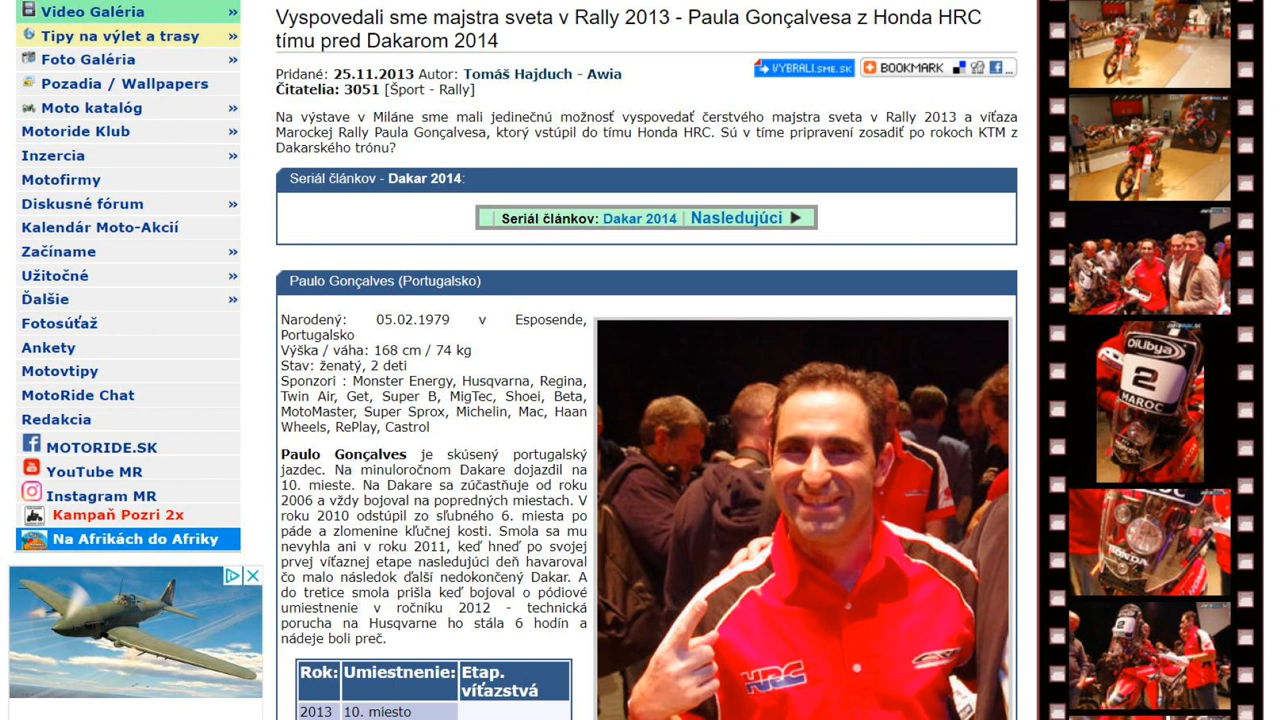 Video Galéria »
Tipy na výlet a trasy »
Foto Galéria »
Pozadia / Wallpapers
Moto katalóg »
Motoride Klub »
Inzercia »
Motofirmy
Diskusné fórum »
Kalendár Moto-Akcií
Začíname »
Užitočné »
Ďalšie »
Fotosúťaž
Ankety
Motovtipy
MotoRide Chat
Redakcia
MOTORIDE.SK
YouTube MR
Instagram MR
Kampaň Pozri 2x
Na Afrikách do Afriky
Vyspovedali sme majstra sveta v Rally 2013 - Paula Gonçalvesa z Honda HRC
tímu pred Dakarom 2014
Pridané: 25.11.2013 Autor: Tomáš Hajduch - Awia
VYBRALI.SME.SK
BOOKMARK ...
Čitatelia: 3051 [Šport - Rally]
Na výstave v Miláne sme mali jedinečnú možnosť vyspovedať čerstvého majstra sveta v Rally 2013 a víťaza
Marockej Rally Paula Gonçalvesa, ktorý vstúpil do tímu Honda HRC. Sú v tíme pripravení zosadiť po rokoch KTM z
Dakarského trónu?
Seriál článkov - Dakar 2014:
| Seriál článkov: Dakar 2014 | Nasledujúci
Paulo Gonçalves (Portugalsko)
Narodený: 05.02.1979 v Esposende,
Portugalsko
Výška / váha: 168 cm / 74 kg
Stav: ženatý, 2 deti
Sponzori : Monster Energy, Husqvarna, Regina,
Twin Air, Get, Super B, MigTec, Shoei, Beta,
MotoMaster, Super Sprox, Michelin, Mac, Haan
Wheels, RePlay, Castrol
Paulo Gonçalves je skúsený portugalský
jazdec. Na minuloročnom Dakare dojazdil na
10. mieste. Na Dakare sa zúčastňuje od roku
2006 a vždy bojoval na popredných miestach. V
roku 2010 odstúpil zo sľubného 6. miesta po
páde a zlomenine kľučnej kosti. Smola sa mu
nevyhla ani v roku 2011, keď hneď po svojej
prvej víťaznej etape nasledujúci deň havaroval
čo malo následok ďalší nedokončený Dakar. A
do tretice smola prišla keď bojoval o pódiové
umiestnenie v ročníku 2012 - technická
porucha na Husqvarne ho stála 6 hodín a
nádeje boli preč.
Rok: Umiestnenie: Etap.
víťazstvá
2013 10. miesto
HRC
OiLibya
2
MAROC
HONDA
2